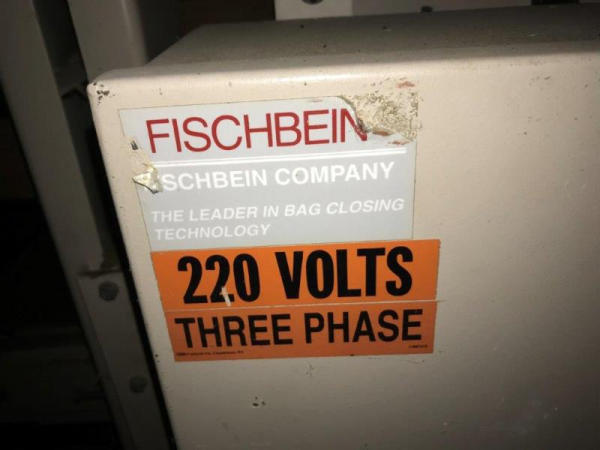 FISCHBEIN
SCHBEIN COMPANY
THE LEADER IN BAG CLOSING
TECHNOLOGY
220 VOLTS
THREE PHASE